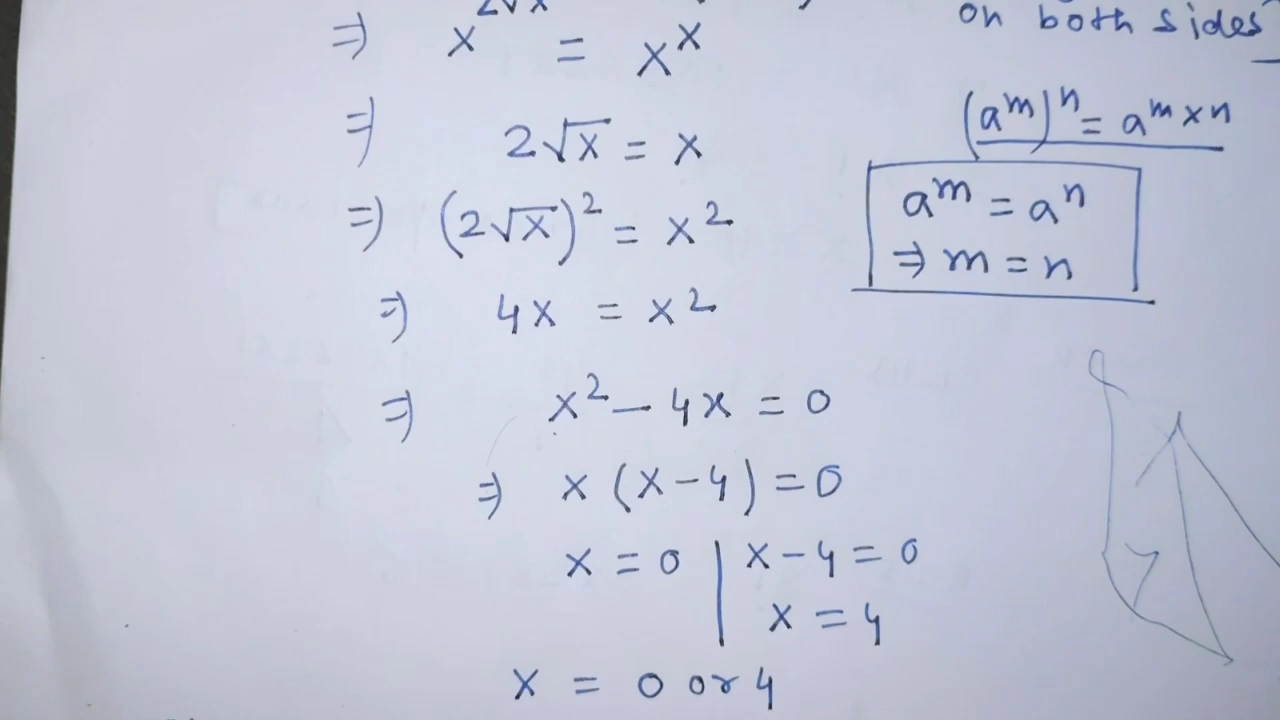 on both sides]
⇒ x^{2√x} = x^x
(a^m)^n = a^{m×n}
⇒ 2√x = x
a^m = a^n
⇒ m = n
⇒ (2√x)^2 = x^2
⇒ 4x = x^2
⇒ x^2 - 4x = 0
⇒ x (x-4) = 0
x = 0 | x-4 = 0
x = 4
x = 0 or 4